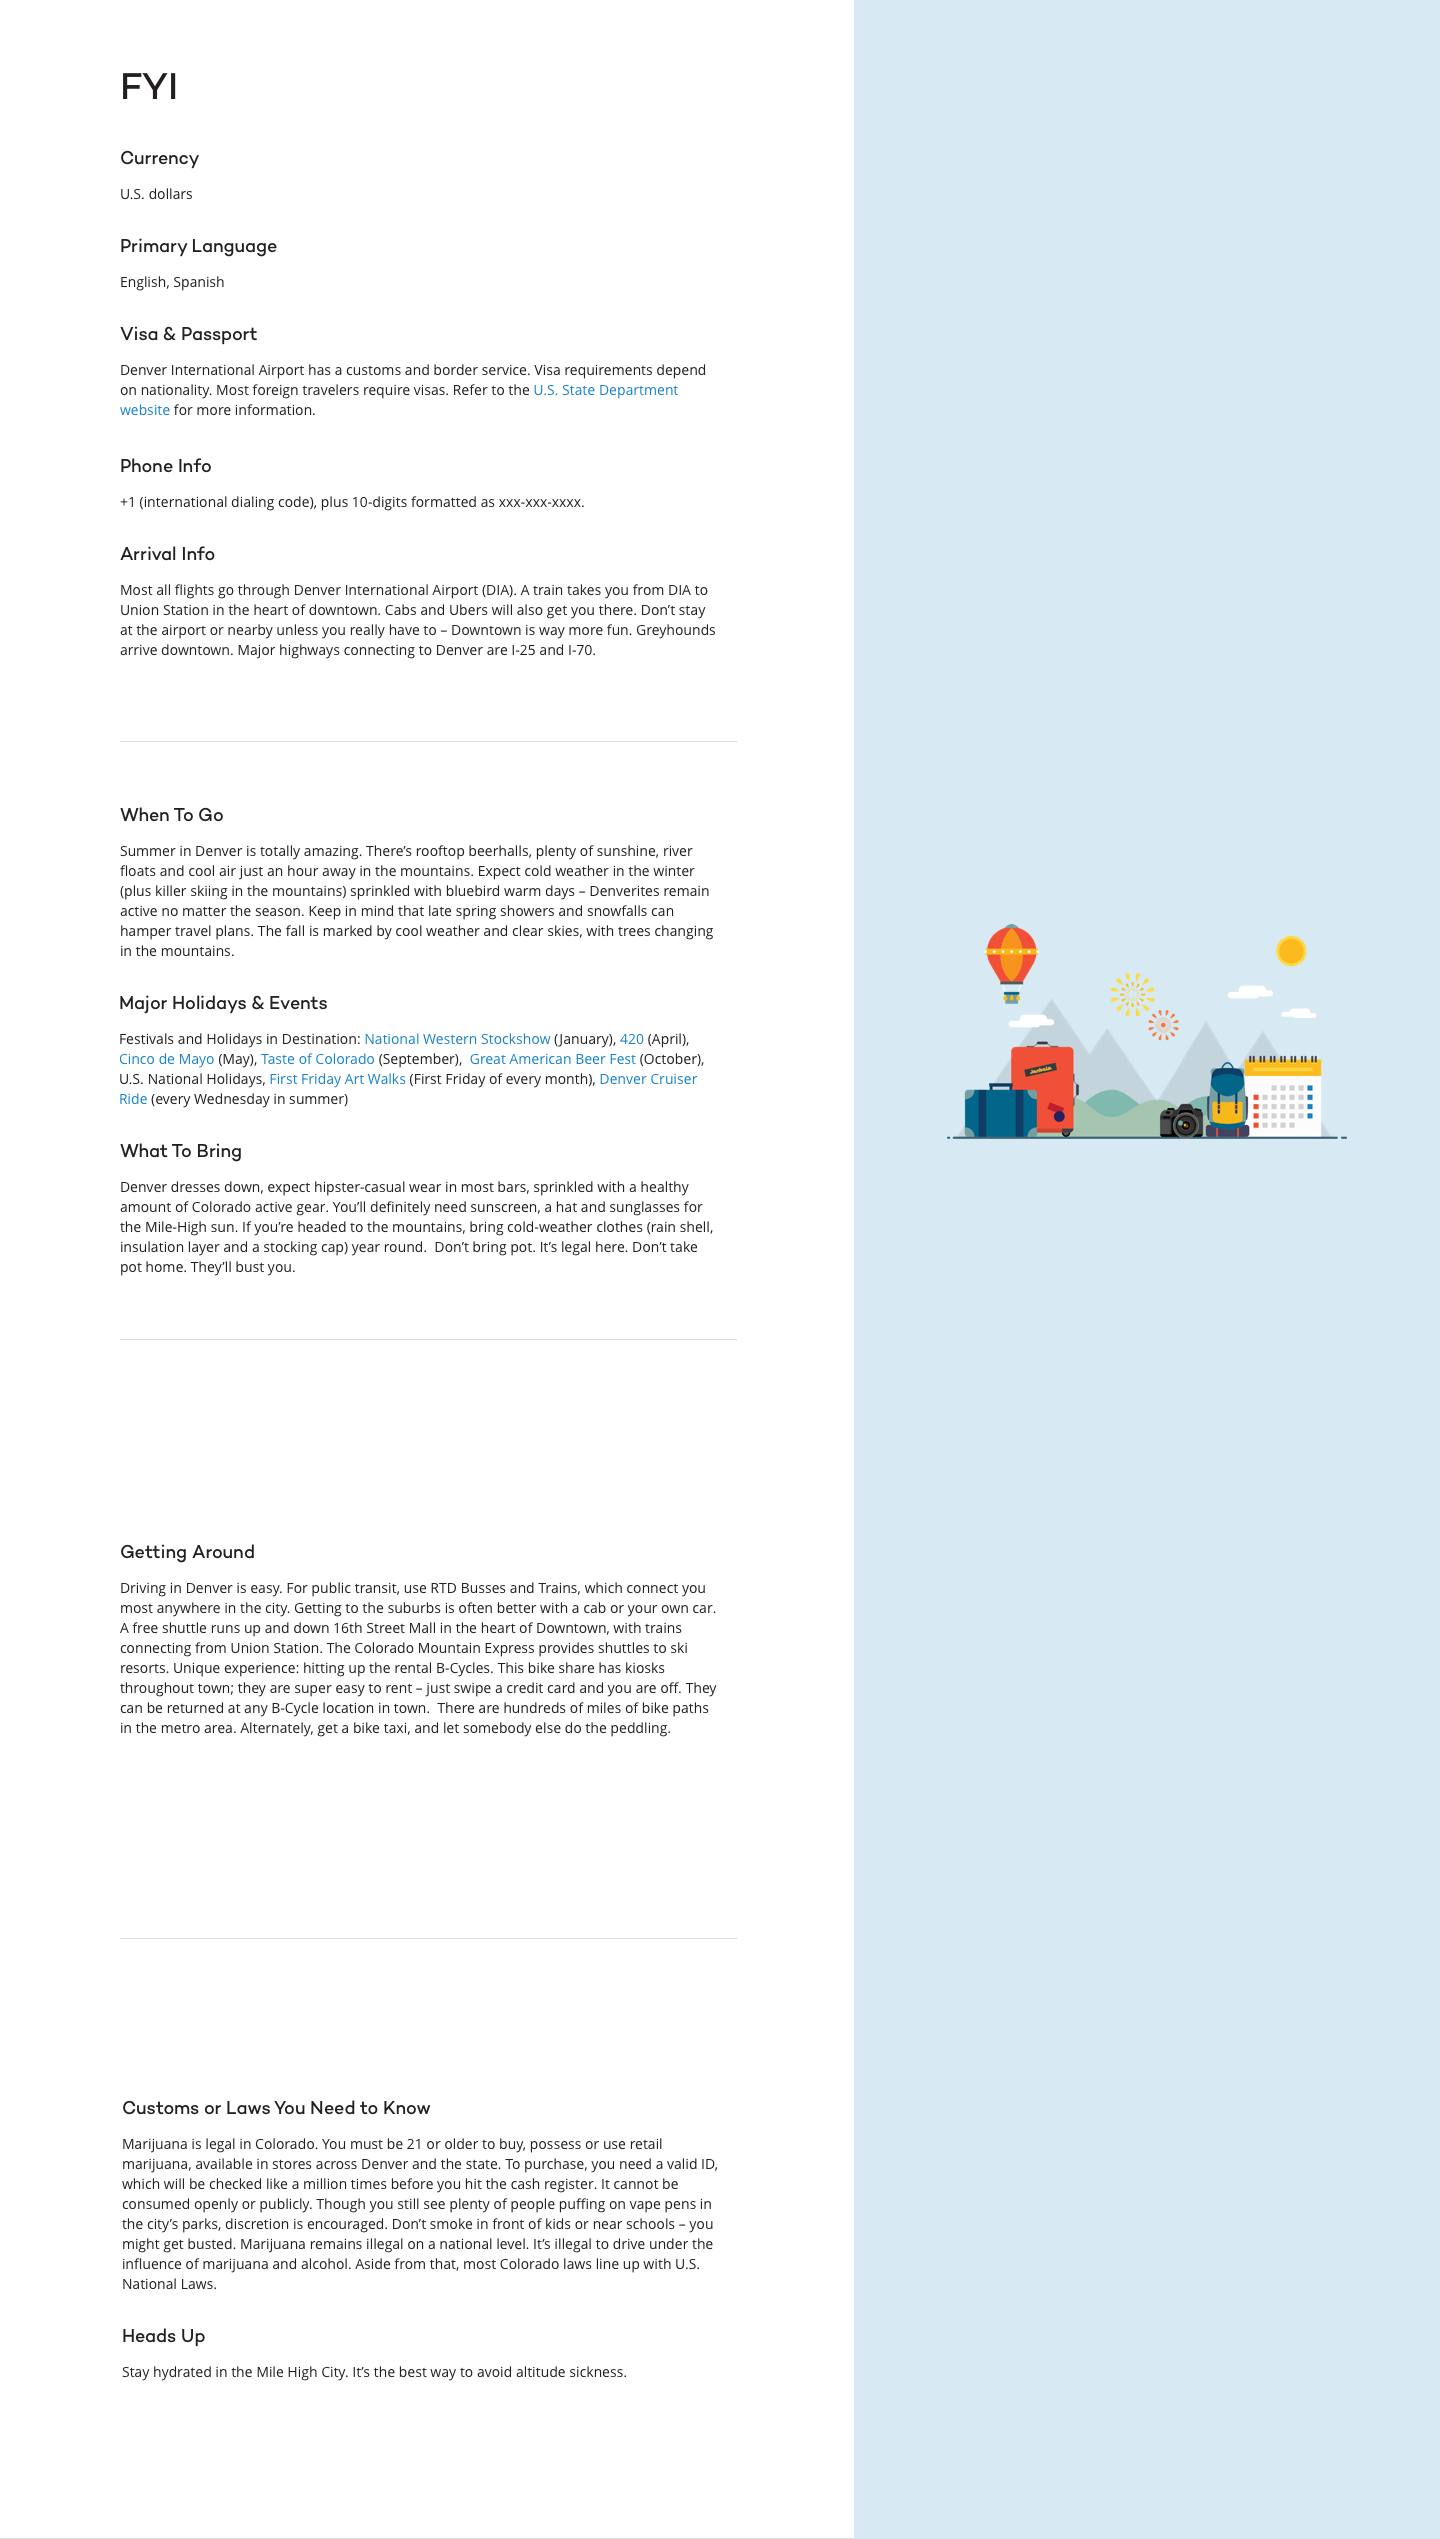 FYI
Currency
U.S. dollars
Primary Language
English, Spanish
Visa & Passport
Denver International Airport has a customs and border service. Visa requirements depend
on nationality. Most foreign travelers require visas. Refer to the U.S. State Department
website for more information.
Phone Info
+1 (international dialing code), plus 10-digits formatted as xxx-xxx-xxxx.
Arrival Info
Most all flights go through Denver International Airport (DIA). A train takes you from DIA to
Union Station in the heart of downtown. Cabs and Ubers will also get you there. Don’t stay
at the airport or nearby unless you really have to – Downtown is way more fun. Greyhounds
arrive downtown. Major highways connecting to Denver are I-25 and I-70.
When To Go
Summer in Denver is totally amazing. There’s rooftop beerhalls, plenty of sunshine, river
floats and cool air just an hour away in the mountains. Expect cold weather in the winter
(plus killer skiing in the mountains) sprinkled with bluebird warm days – Denverites remain
active no matter the season. Keep in mind that late spring showers and snowfalls can
hamper travel plans. The fall is marked by cool weather and clear skies, with trees changing
in the mountains.
Major Holidays & Events
Festivals and Holidays in Destination: National Western Stockshow (January), 420 (April),
Cinco de Mayo (May), Taste of Colorado (September),  Great American Beer Fest (October),
U.S. National Holidays, First Friday Art Walks (First Friday of every month), Denver Cruiser
Ride (every Wednesday in summer)
What To Bring
Denver dresses down, expect hipster-casual wear in most bars, sprinkled with a healthy
amount of Colorado active gear. You’ll definitely need sunscreen, a hat and sunglasses for
the Mile-High sun. If you’re headed to the mountains, bring cold-weather clothes (rain shell,
insulation layer and a stocking cap) year round.  Don’t bring pot. It’s legal here. Don’t take
pot home. They’ll bust you.
Getting Around
Driving in Denver is easy. For public transit, use RTD Busses and Trains, which connect you
most anywhere in the city. Getting to the suburbs is often better with a cab or your own car.
A free shuttle runs up and down 16th Street Mall in the heart of Downtown, with trains
connecting from Union Station. The Colorado Mountain Express provides shuttles to ski
resorts. Unique experience: hitting up the rental B-Cycles. This bike share has kiosks
throughout town; they are super easy to rent – just swipe a credit card and you are off. They
can be returned at any B-Cycle location in town.  There are hundreds of miles of bike paths
in the metro area. Alternately, get a bike taxi, and let somebody else do the peddling.
Customs or Laws You Need to Know
Marijuana is legal in Colorado. You must be 21 or older to buy, possess or use retail
marijuana, available in stores across Denver and the state. To purchase, you need a valid ID,
which will be checked like a million times before you hit the cash register. It cannot be
consumed openly or publicly. Though you still see plenty of people puffing on vape pens in
the city’s parks, discretion is encouraged. Don’t smoke in front of kids or near schools – you
might get busted. Marijuana remains illegal on a national level. It’s illegal to drive under the
influence of marijuana and alcohol. Aside from that, most Colorado laws line up with U.S.
National Laws.
Heads Up
Stay hydrated in the Mile High City. It’s the best way to avoid altitude sickness.